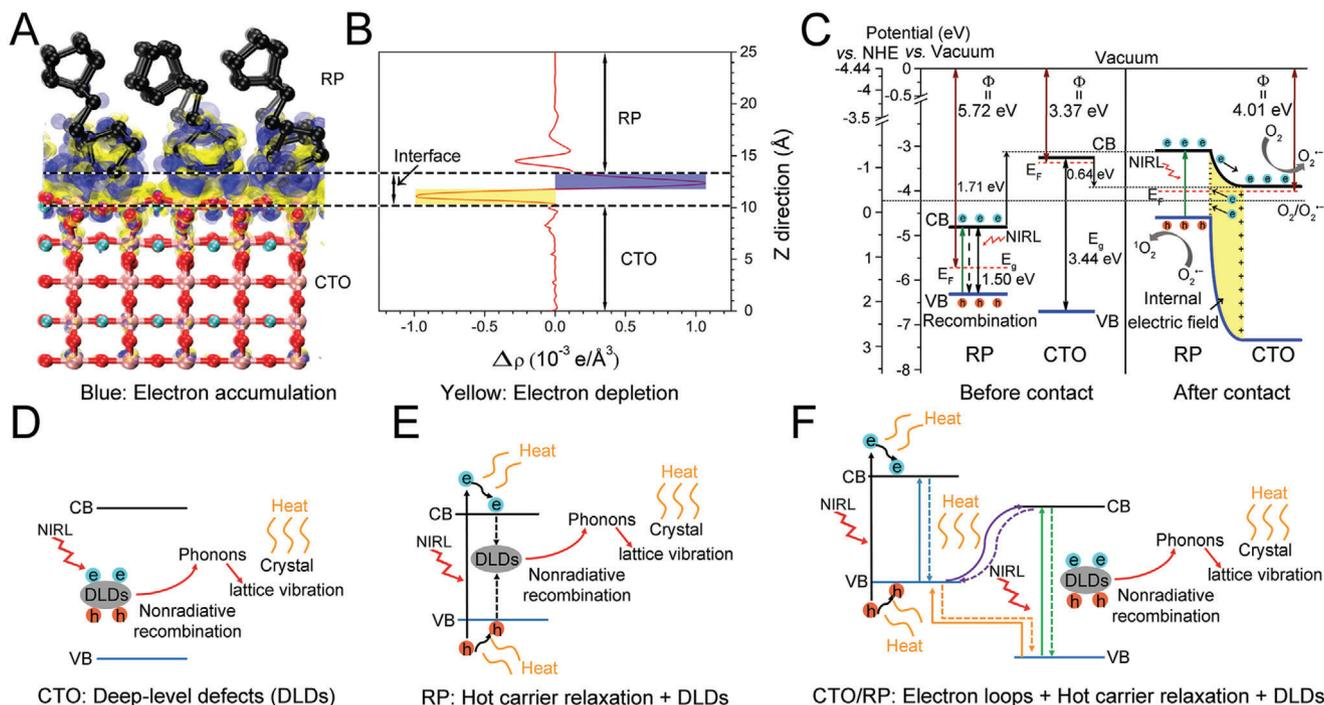 A
RP
CTO
Blue: Electron accumulation
B
Interface
RP
CTO
25
20
15
10
5
0
Z direction (Å)
-1.0 -0.5 0.0 0.5 1.0
Δρ (10⁻³ e/Å³)
Yellow: Electron depletion
C
Potential (eV)
vs. NHE vs. Vacuum
Vacuum
-4.44
-4
-3.5
-3
-1
0
1
2
3
0
-0.5
-3
-4
-5
-6
-7
-8
Φ
=
5.72 eV
Φ
=
3.37 eV
Φ
=
4.01 eV
1.71 eV
CB
EF
0.64 eV
CB
e e e
NIRL
Eg
1.50 eV
EF
VB
h h h
Recombination
RP
Eg
3.44 eV
VB
CTO
Before contact
e e e
NIRL
e e e
O₂
O₂•⁻
EF
e
e
O₂/O₂•⁻
h h h
¹O₂
O₂•⁻
Internal
electric field
RP
CTO
After contact
D
CB
NIRL
e e
DLDs
h h
Nonradiative
recombination
Phonons
Heat
Crystal
lattice vibration
VB
CTO: Deep-level defects (DLDs)
E
e
Heat
e
CB
NIRL
DLDs
Nonradiative
recombination
Phonons
Heat
Crystal
lattice vibration
VB
h
h
Heat
RP: Hot carrier relaxation + DLDs
F
e
Heat
e
CB
NIRL
Heat
VB
h
h
Heat
CB
NIRL
e e
DLDs
h h
Nonradiative
recombination
Phonons
Heat
Crystal
lattice vibration
VB
CTO/RP: Electron loops + Hot carrier relaxation + DLDs